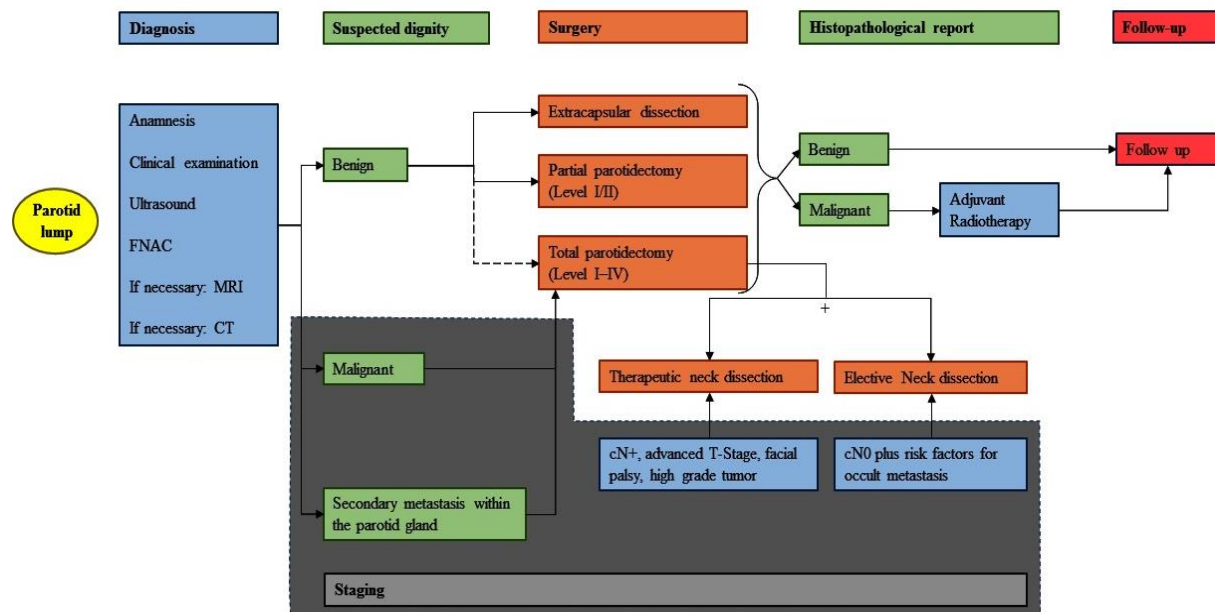 Diagnosis
Suspected dignity
Surgery
Histopathological report
Follow-up
Parotid
lump
Anamnesis
Clinical examination
Ultrasound
FNAC
If necessary: MRI
If necessary: CT
Benign
Malignant
Secondary metastasis within
the parotid gland
Extracapsular dissection
Partial parotidectomy
(Level I/II)
Total parotidectomy
(Level I–IV)
+
Therapeutic neck dissection
Elective Neck dissection
cN+, advanced T-Stage, facial
palsy, high grade tumor
cN0 plus risk factors for
occult metastasis
Benign
Malignant
Adjuvant
Radiotherapy
Follow up
Staging